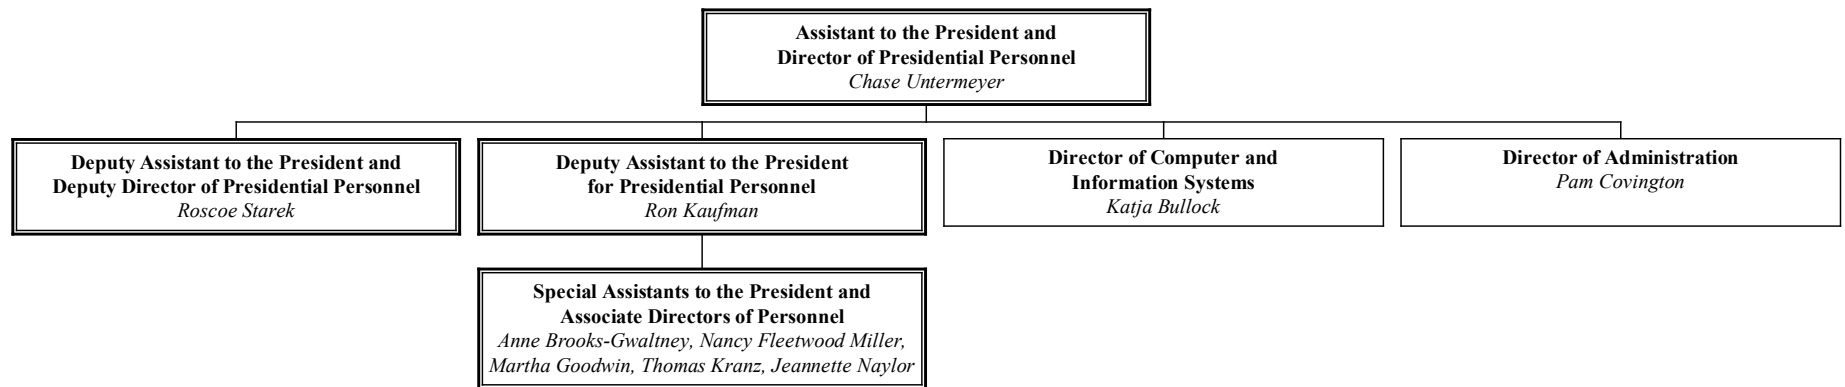 Assistant to the President and
Director of Presidential Personnel
Chase Untermeyer
Deputy Assistant to the President and
Deputy Director of Presidential Personnel
Roscoe Starek
Deputy Assistant to the President
for Presidential Personnel
Ron Kaufman
Director of Computer and
Information Systems
Katja Bullock
Director of Administration
Pam Covington
Special Assistants to the President and
Associate Directors of Personnel
Anne Brooks-Gwaltney, Nancy Fleetwood Miller,
Martha Goodwin, Thomas Kranz, Jeannette Naylor